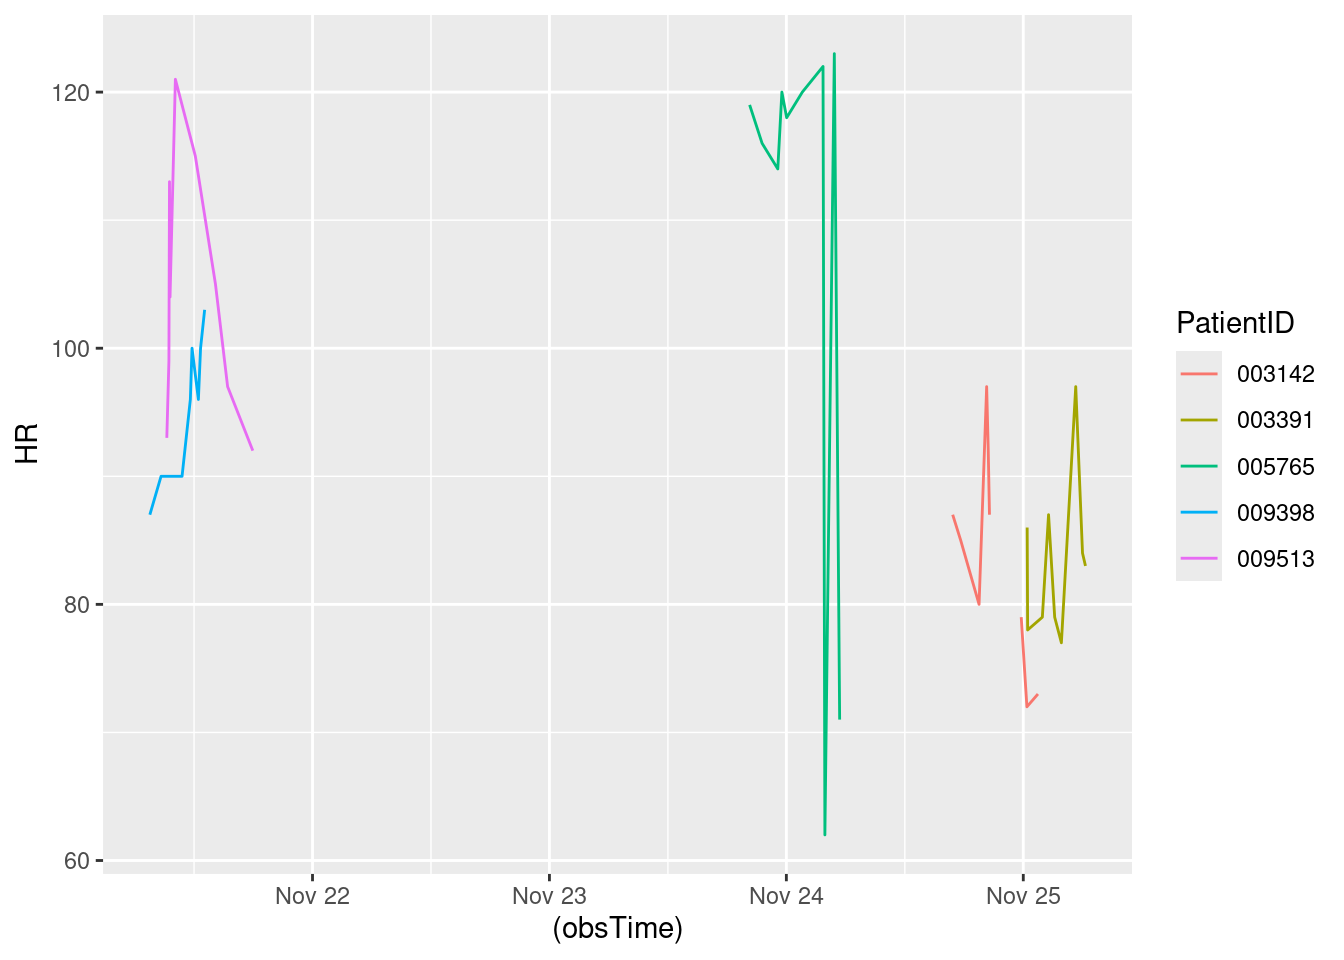 120
100
80
60
HR
Nov 22
Nov 23
Nov 24
Nov 25
(obsTime)
PatientID
003142
003391
005765
009398
009513